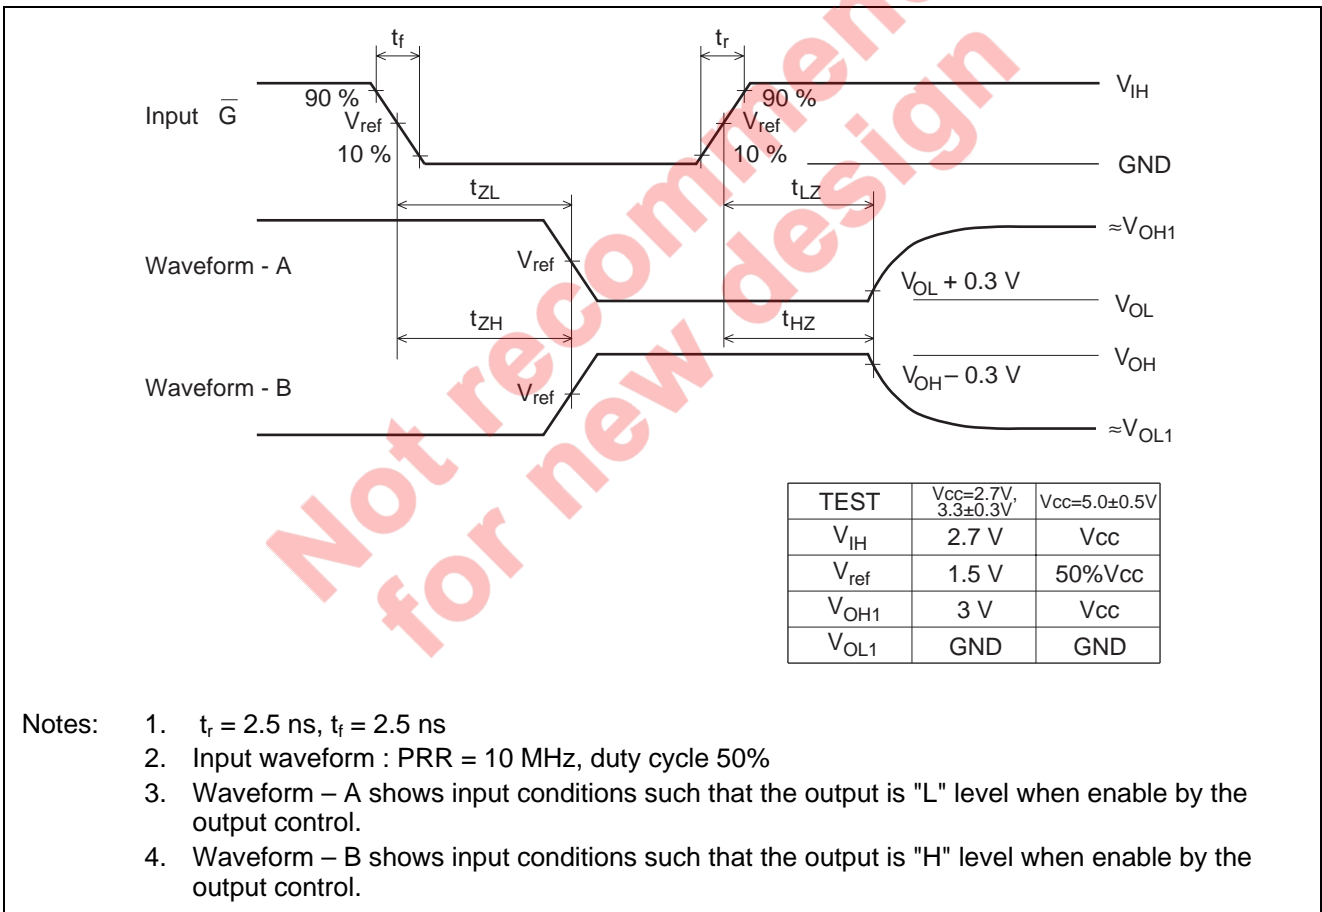 tf
tr
90 %
90 %
VIH
Input G̅
Vref
Vref
10 %
10 %
GND
tZL
tLZ
≈VOH1
Waveform - A
Vref
VOL + 0.3 V
VOL
tZH
tHZ
VOH
Waveform - B
Vref
VOH – 0.3 V
≈VOL1
TEST Vcc=2.7V, 3.3±0.3V Vcc=5.0±0.5V
VIH 2.7 V Vcc
Vref 1.5 V 50%Vcc
VOH1 3 V Vcc
VOL1 GND GND
Not recommen
for new design
Notes: 1. tr = 2.5 ns, tf = 2.5 ns
2. Input waveform : PRR = 10 MHz, duty cycle 50%
3. Waveform – A shows input conditions such that the output is "L" level when enable by the
output control.
4. Waveform – B shows input conditions such that the output is "H" level when enable by the
output control.